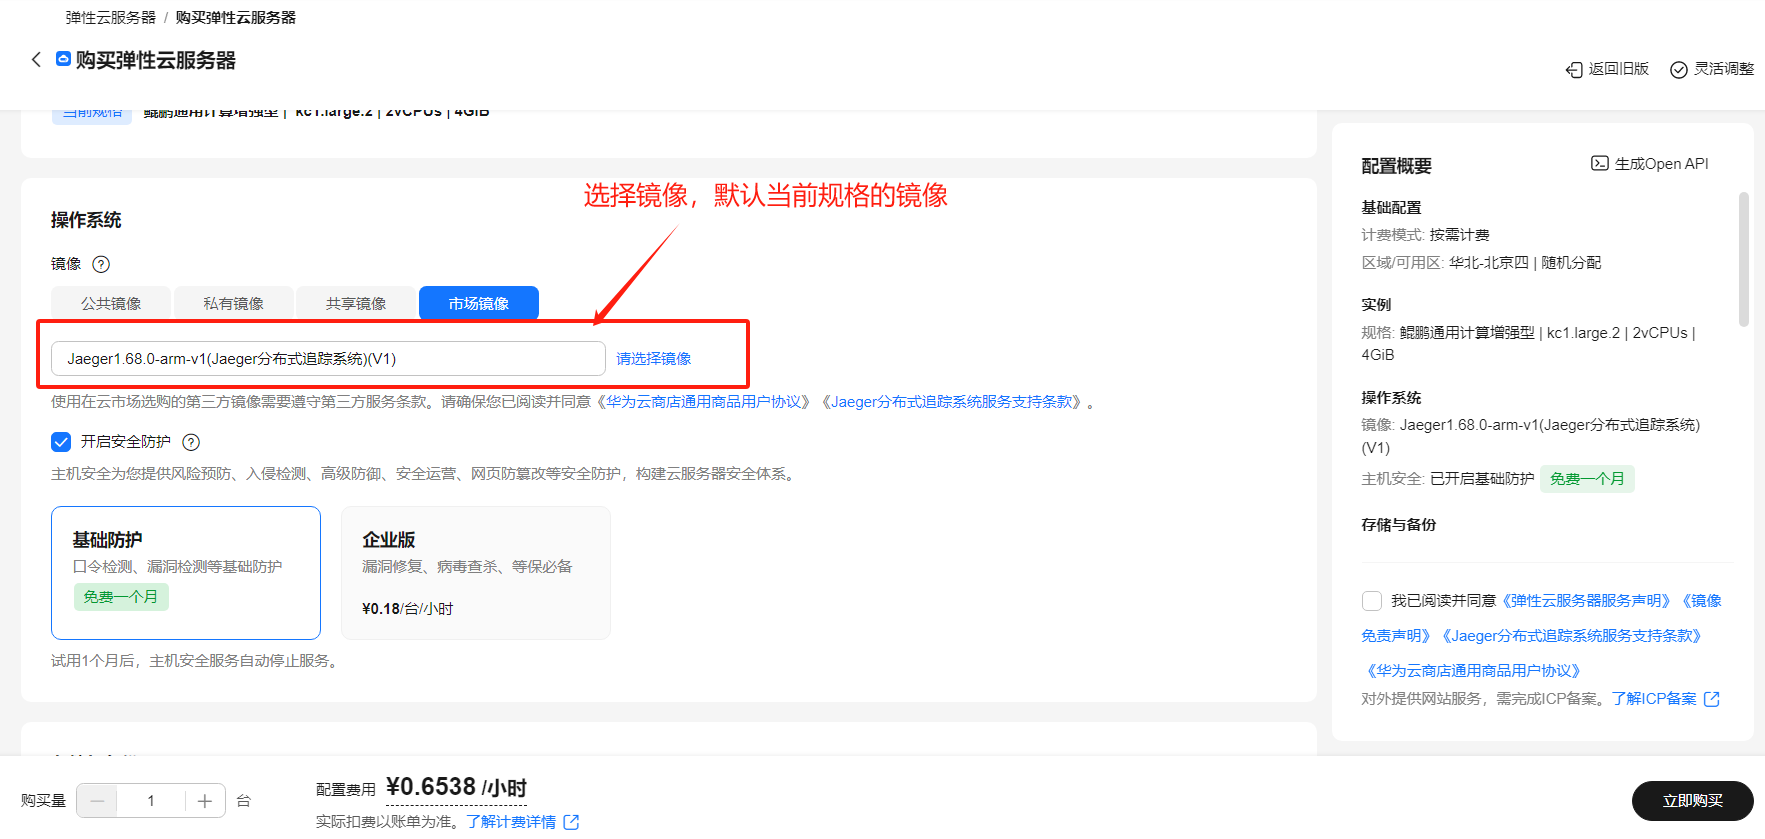 弹性云服务器 / 购买弹性云服务器
购买弹性云服务器
返回旧版 灵活调整
当前规格 鲲鹏通用计算增强型 | kc1.large.2 | 2vCPUs | 4GiB
选择镜像，默认当前规格的镜像
操作系统
镜像
公共镜像 私有镜像 共享镜像 市场镜像
Jaeger1.68.0-arm-v1(Jaeger分布式追踪系统)(V1) 请选择镜像
使用在云市场选购的第三方镜像需要遵守第三方服务条款。请确保您已阅读并同意《华为云商店通用商品用户协议》《Jaeger分布式追踪系统服务支持条款》。
开启安全防护
主机安全为您提供风险预防、入侵检测、高级防御、安全运营、网页防篡改等安全防护，构建云服务器安全体系。
基础防护
口令检测、漏洞检测等基础防护
免费一个月
企业版
漏洞修复、病毒查杀、等保必备
¥0.18/台/小时
试用1个月后，主机安全服务自动停止服务。
配置概要 生成Open API
基础配置
计费模式: 按需计费
区域/可用区: 华北-北京四 | 随机分配
实例
规格: 鲲鹏通用计算增强型 | kc1.large.2 | 2vCPUs |
4GiB
操作系统
镜像: Jaeger1.68.0-arm-v1(Jaeger分布式追踪系统)
(V1)
主机安全: 已开启基础防护 免费一个月
存储与备份
我已阅读并同意《弹性云服务器服务声明》《镜像
免责声明》《Jaeger分布式追踪系统服务支持条款》
《华为云商店通用商品用户协议》
对外提供网站服务，需完成ICP备案。了解ICP备案
购买量 1 台
配置费用 ¥0.6538 /小时
实际扣费以账单为准。了解计费详情
立即购买